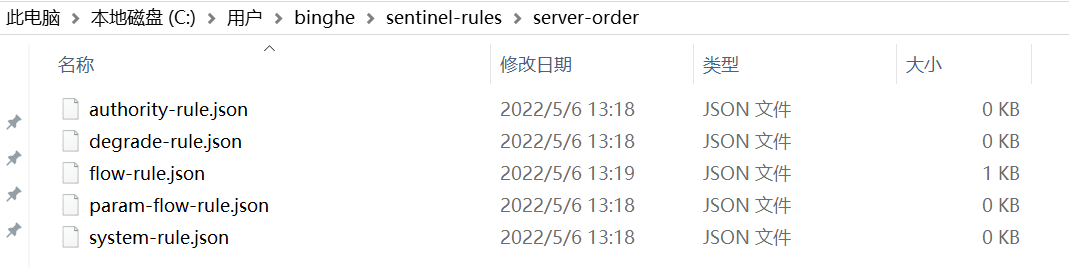 此电脑 > 本地磁盘 (C:) > 用户 > binghe > sentinel-rules > server-order
名称 修改日期 类型 大小
authority-rule.json 2022/5/6 13:18 JSON 文件 0 KB
degrade-rule.json 2022/5/6 13:18 JSON 文件 0 KB
flow-rule.json 2022/5/6 13:19 JSON 文件 1 KB
param-flow-rule.json 2022/5/6 13:18 JSON 文件 0 KB
system-rule.json 2022/5/6 13:18 JSON 文件 0 KB